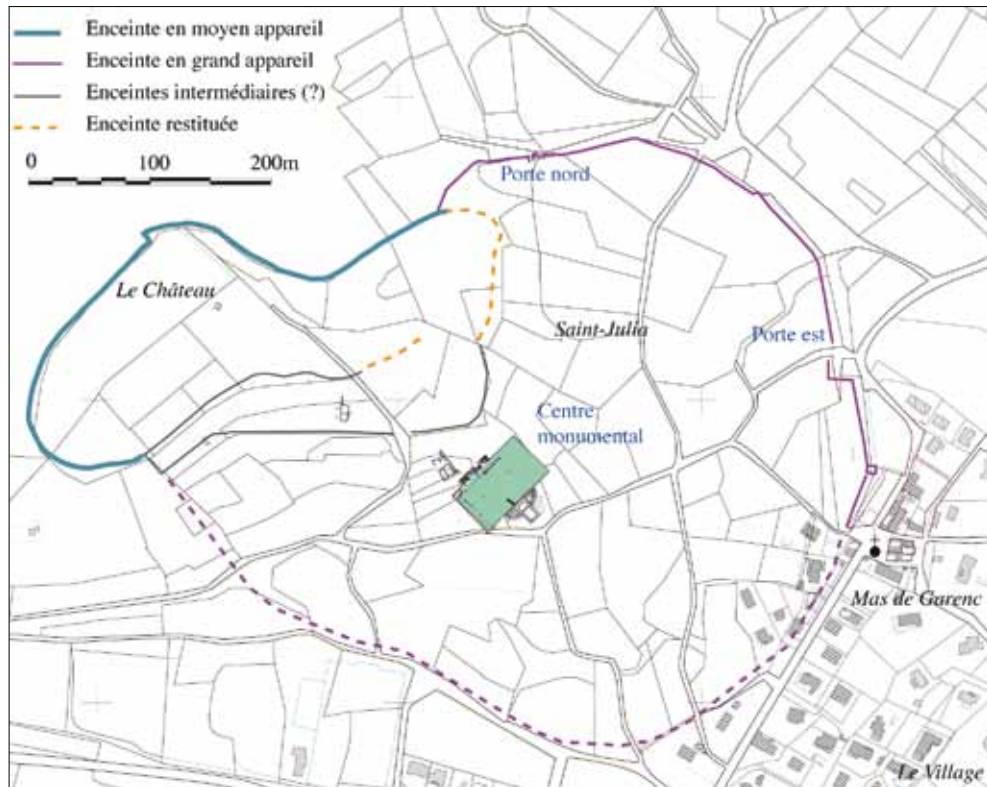 Enceinte en moyen appareil
Enceinte en grand appareil
Enceintes intermédiaires (?)
Enceinte restituée
0 100 200m
Porte nord
Le Château
Saint-Julia
Porte est
Centre
monumental
Mas de Garenc
Le Village